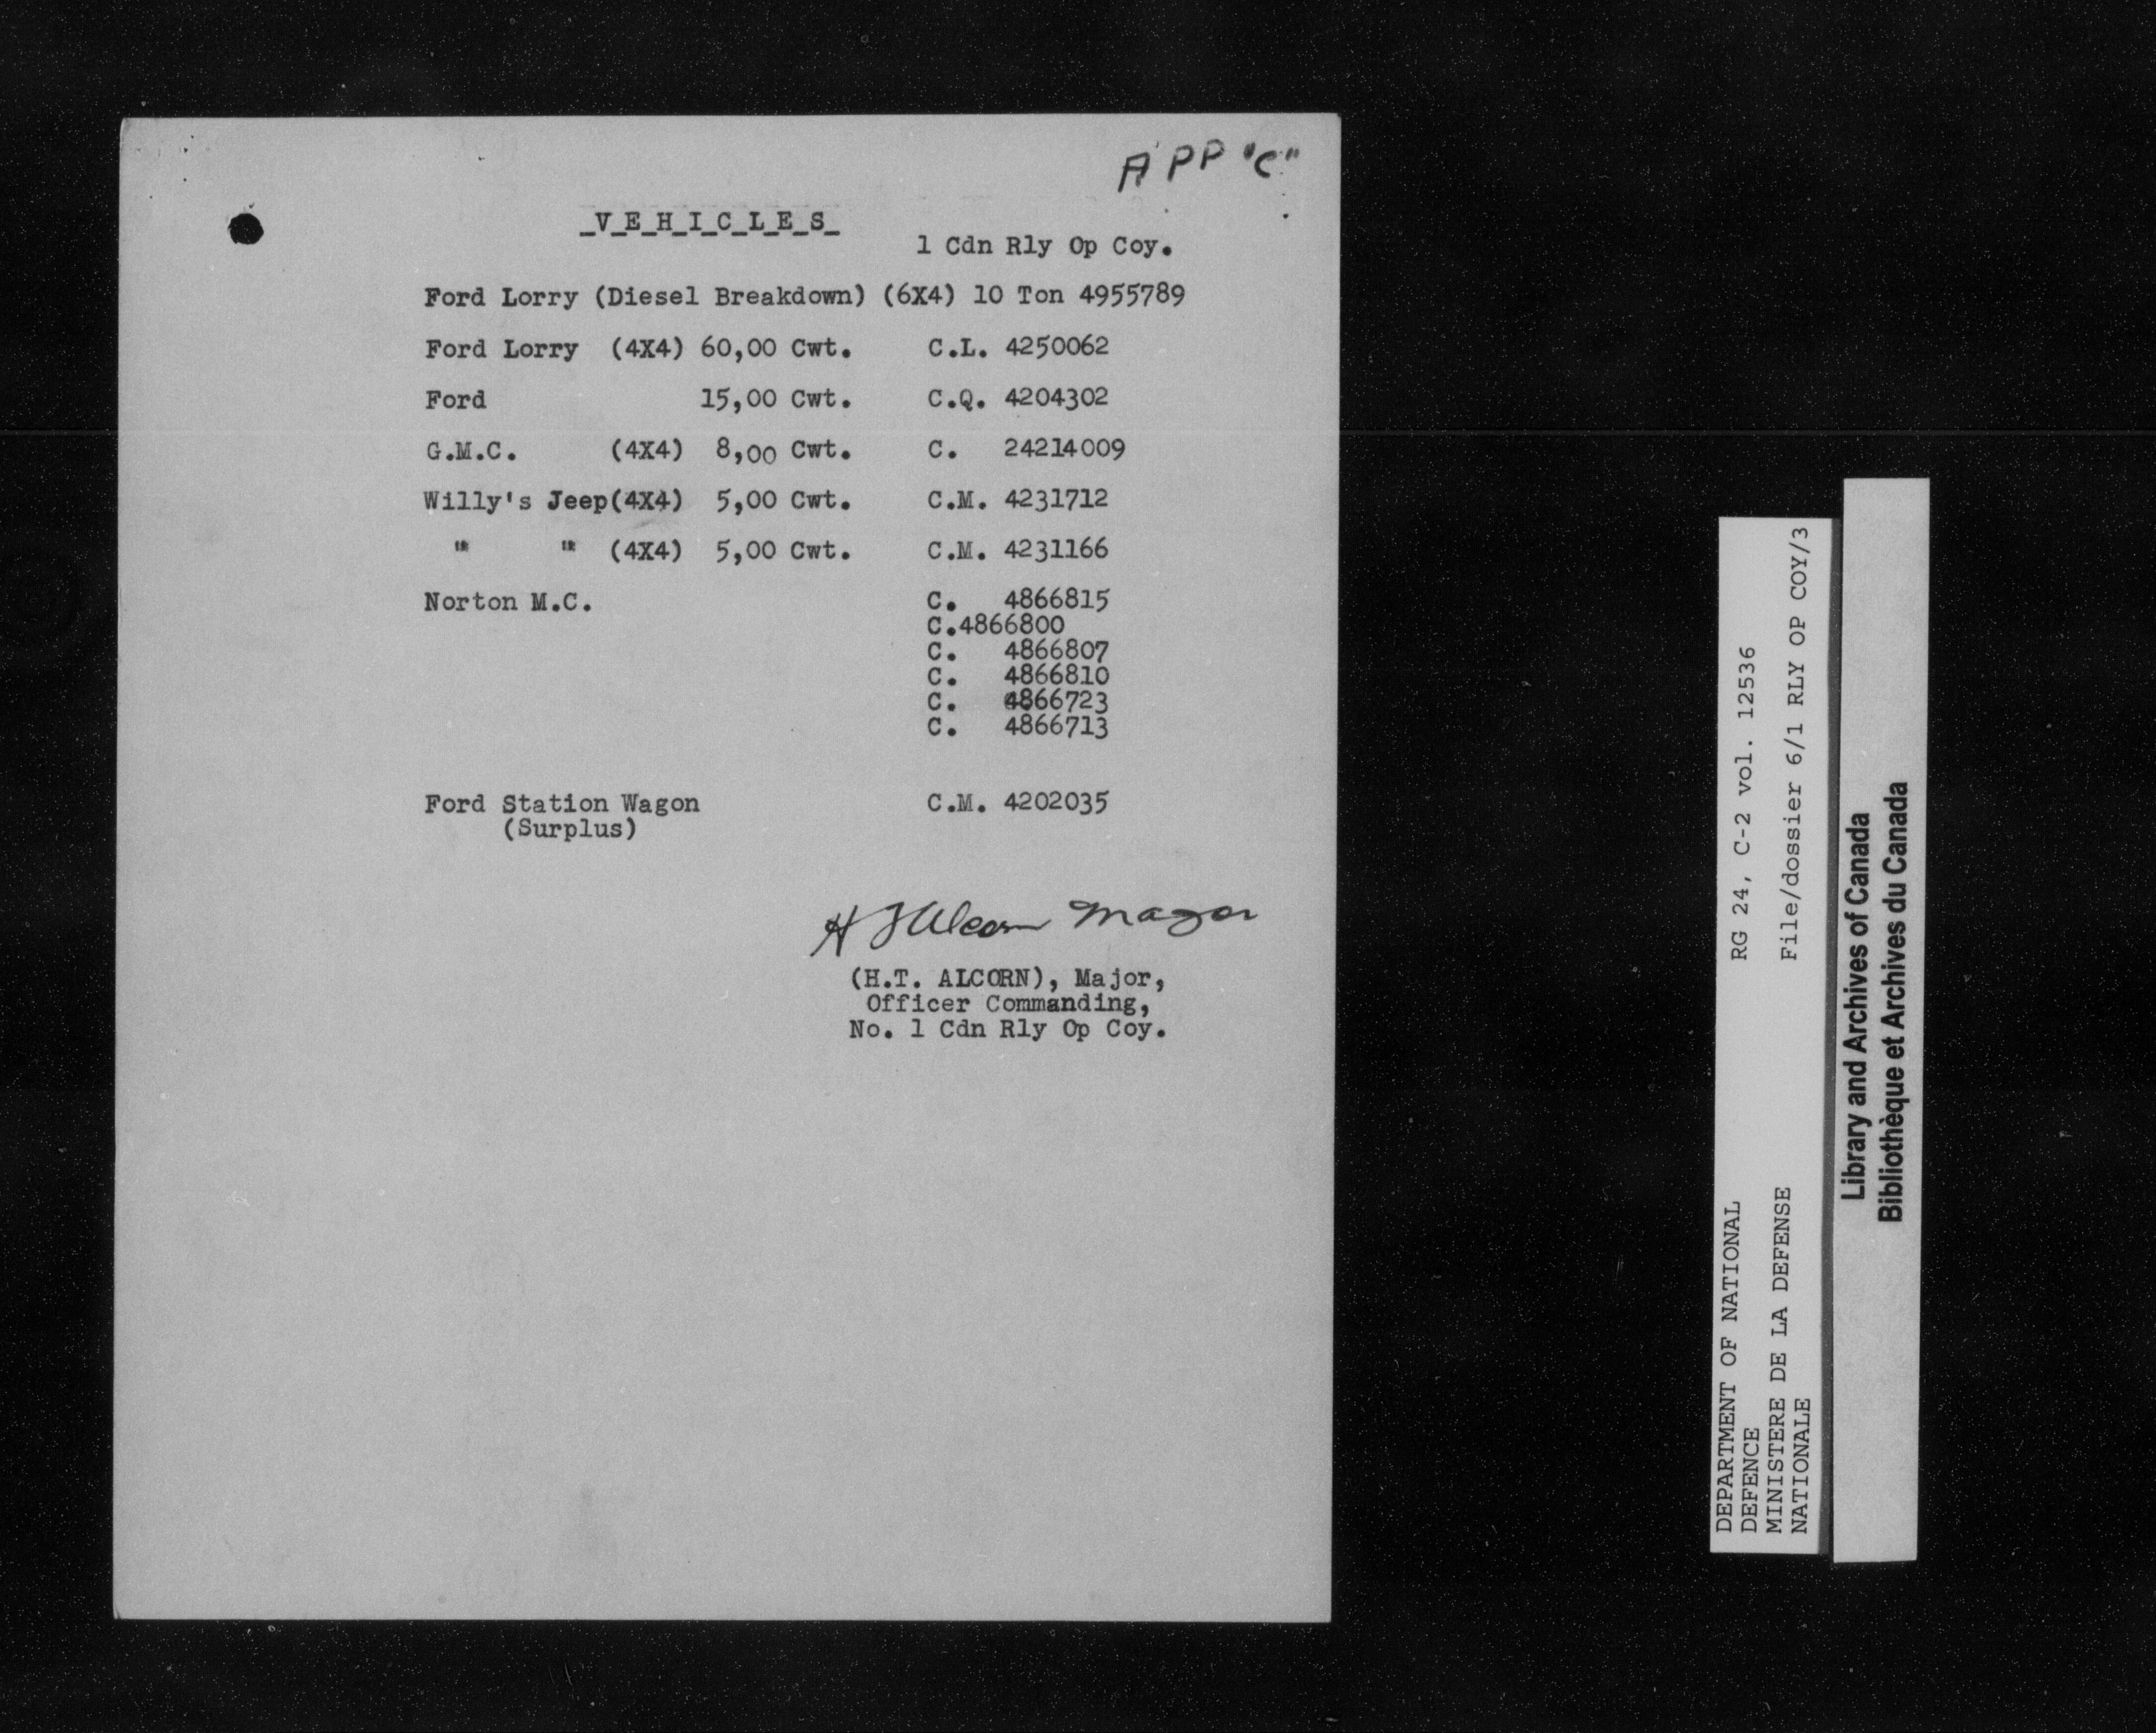 APP "C"
_V_E_H_I_C_L_E_S_
1 Cdn Rly Op Coy.
Ford Lorry (Diesel Breakdown) (6X4) 10 Ton 4955789
Ford Lorry (4X4) 60,00 Cwt. C.L. 4250062
Ford 15,00 Cwt. C.Q. 4204302
G.M.C. (4X4) 8,00 Cwt. C. 24214009
Willy's Jeep(4X4) 5,00 Cwt. C.M. 4231712
" " (4X4) 5,00 Cwt. C.M. 4231166
Norton M.C. C. 4866815
C.4866800
C. 4866807
C. 4866810
C. 4866723
C. 4866713
Ford Station Wagon C.M. 4202035
(Surplus)
H T Alcorn Major
(H.T. ALCORN), Major,
Officer Commanding,
No. 1 Cdn Rly Op Coy.
DEPARTMENT OF NATIONAL RG 24, C-2 vol. 12536
DEFENCE
MINISTERE DE LA DEFENSE File/dossier 6/1 RLY OP COY/3
NATIONALE
Library and Archives of Canada
Bibliothèque et Archives du Canada